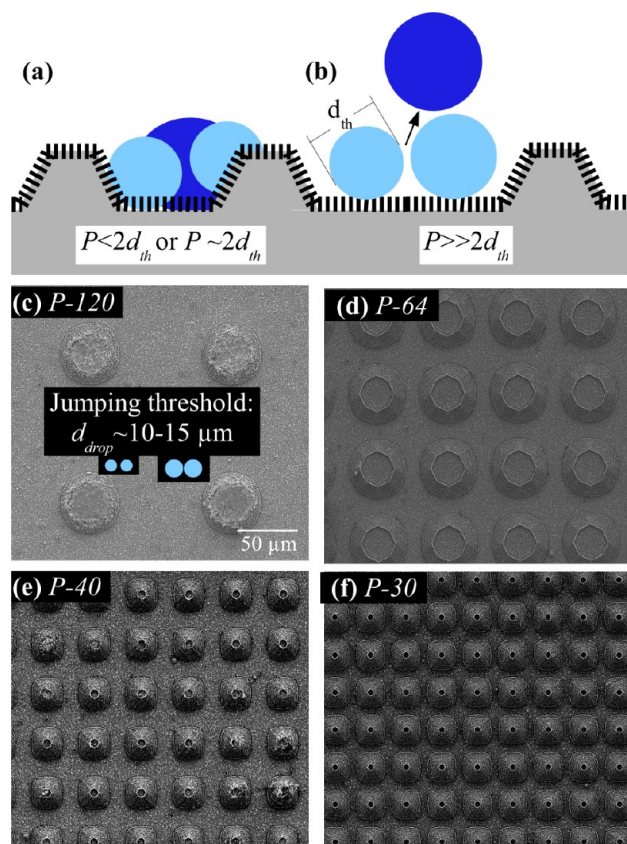 (a)
(b)
d_th
P<2d_th or P ~2d_th
P>>2d_th
(c) P-120
(d) P-64
Jumping threshold:
d_drop~10-15 µm
50 µm
(e) P-40
(f) P-30